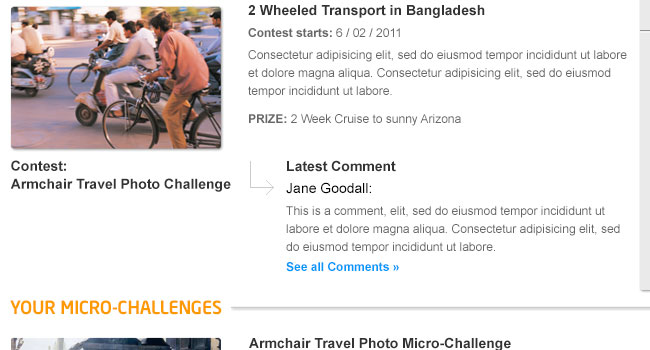 2 Wheeled Transport in Bangladesh
Contest starts: 6 / 02 / 2011
Consectetur adipisicing elit, sed do eiusmod tempor incididunt ut labore
et dolore magna aliqua. Consectetur adipisicing elit, sed do eiusmod
tempor incididunt ut labore.
PRIZE: 2 Week Cruise to sunny Arizona
Contest:
Armchair Travel Photo Challenge
Latest Comment
Jane Goodall:
This is a comment, elit, sed do eiusmod tempor incididunt ut
labore et dolore magna aliqua. Consectetur adipisicing elit, sed
do eiusmod tempor incididunt ut labore.
See all Comments »
YOUR MICRO-CHALLENGES
Armchair Travel Photo Micro-Challenge